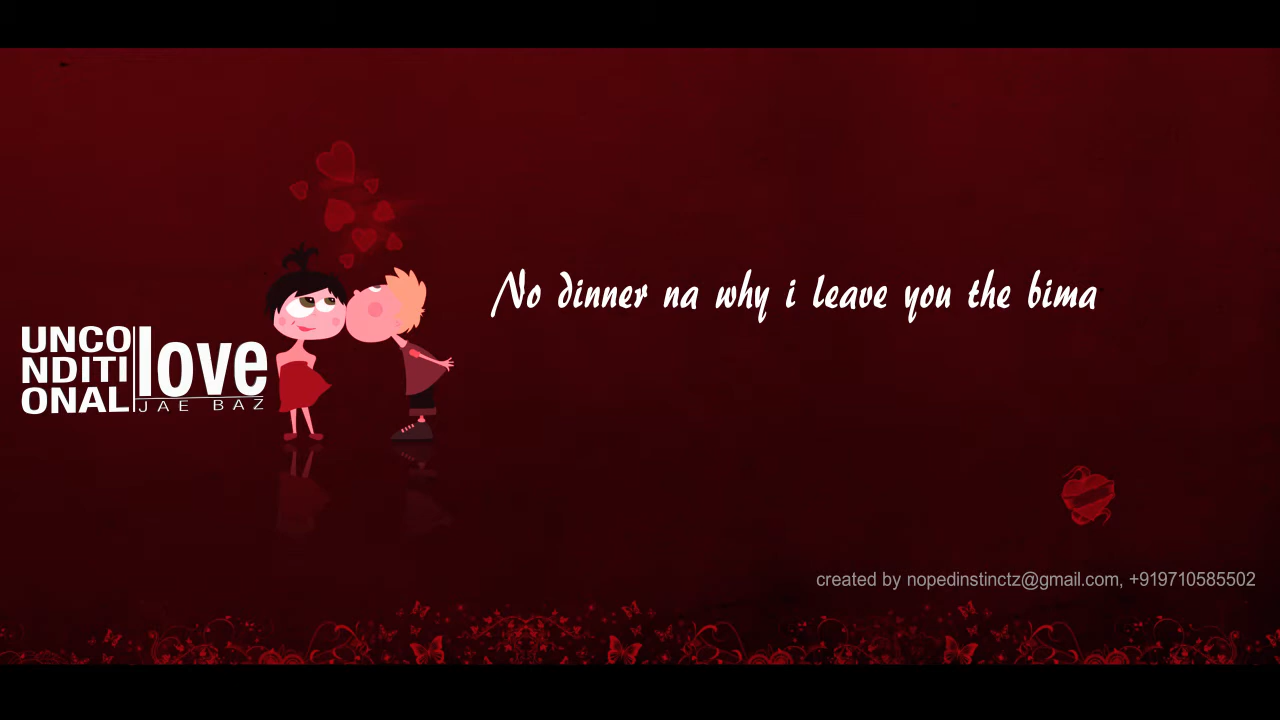 UNCO
NDITI
ONAL
love
JAE BAZ
No dinner na why i leave you the bima
created by nopedinstinctz@gmail.com, +919710585502